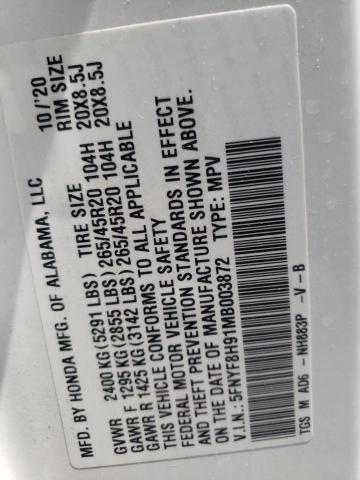 MFD. BY HONDA MFG. OF ALABAMA, LLC 10/'20
TIRE SIZE RIM SIZE
GVWR 2400 KG (5291 LBS)
GAWR F 1295 KG (2855 LBS) 265/45R20 104H 20X8.5J
GAWR R 1425 KG (3142 LBS) 265/45R20 104H 20X8.5J
THIS VEHICLE CONFORMS TO ALL APPLICABLE
FEDERAL MOTOR VEHICLE SAFETY STANDARDS IN EFFECT
AND THEFT PREVENTION STANDARD
ON THE DATE OF MANUFACTURE SHOWN ABOVE.
V.I.N.: 5FNYF8H91MB003872 TYPE: MPV
TGS M AD6 - NH883P -V - B